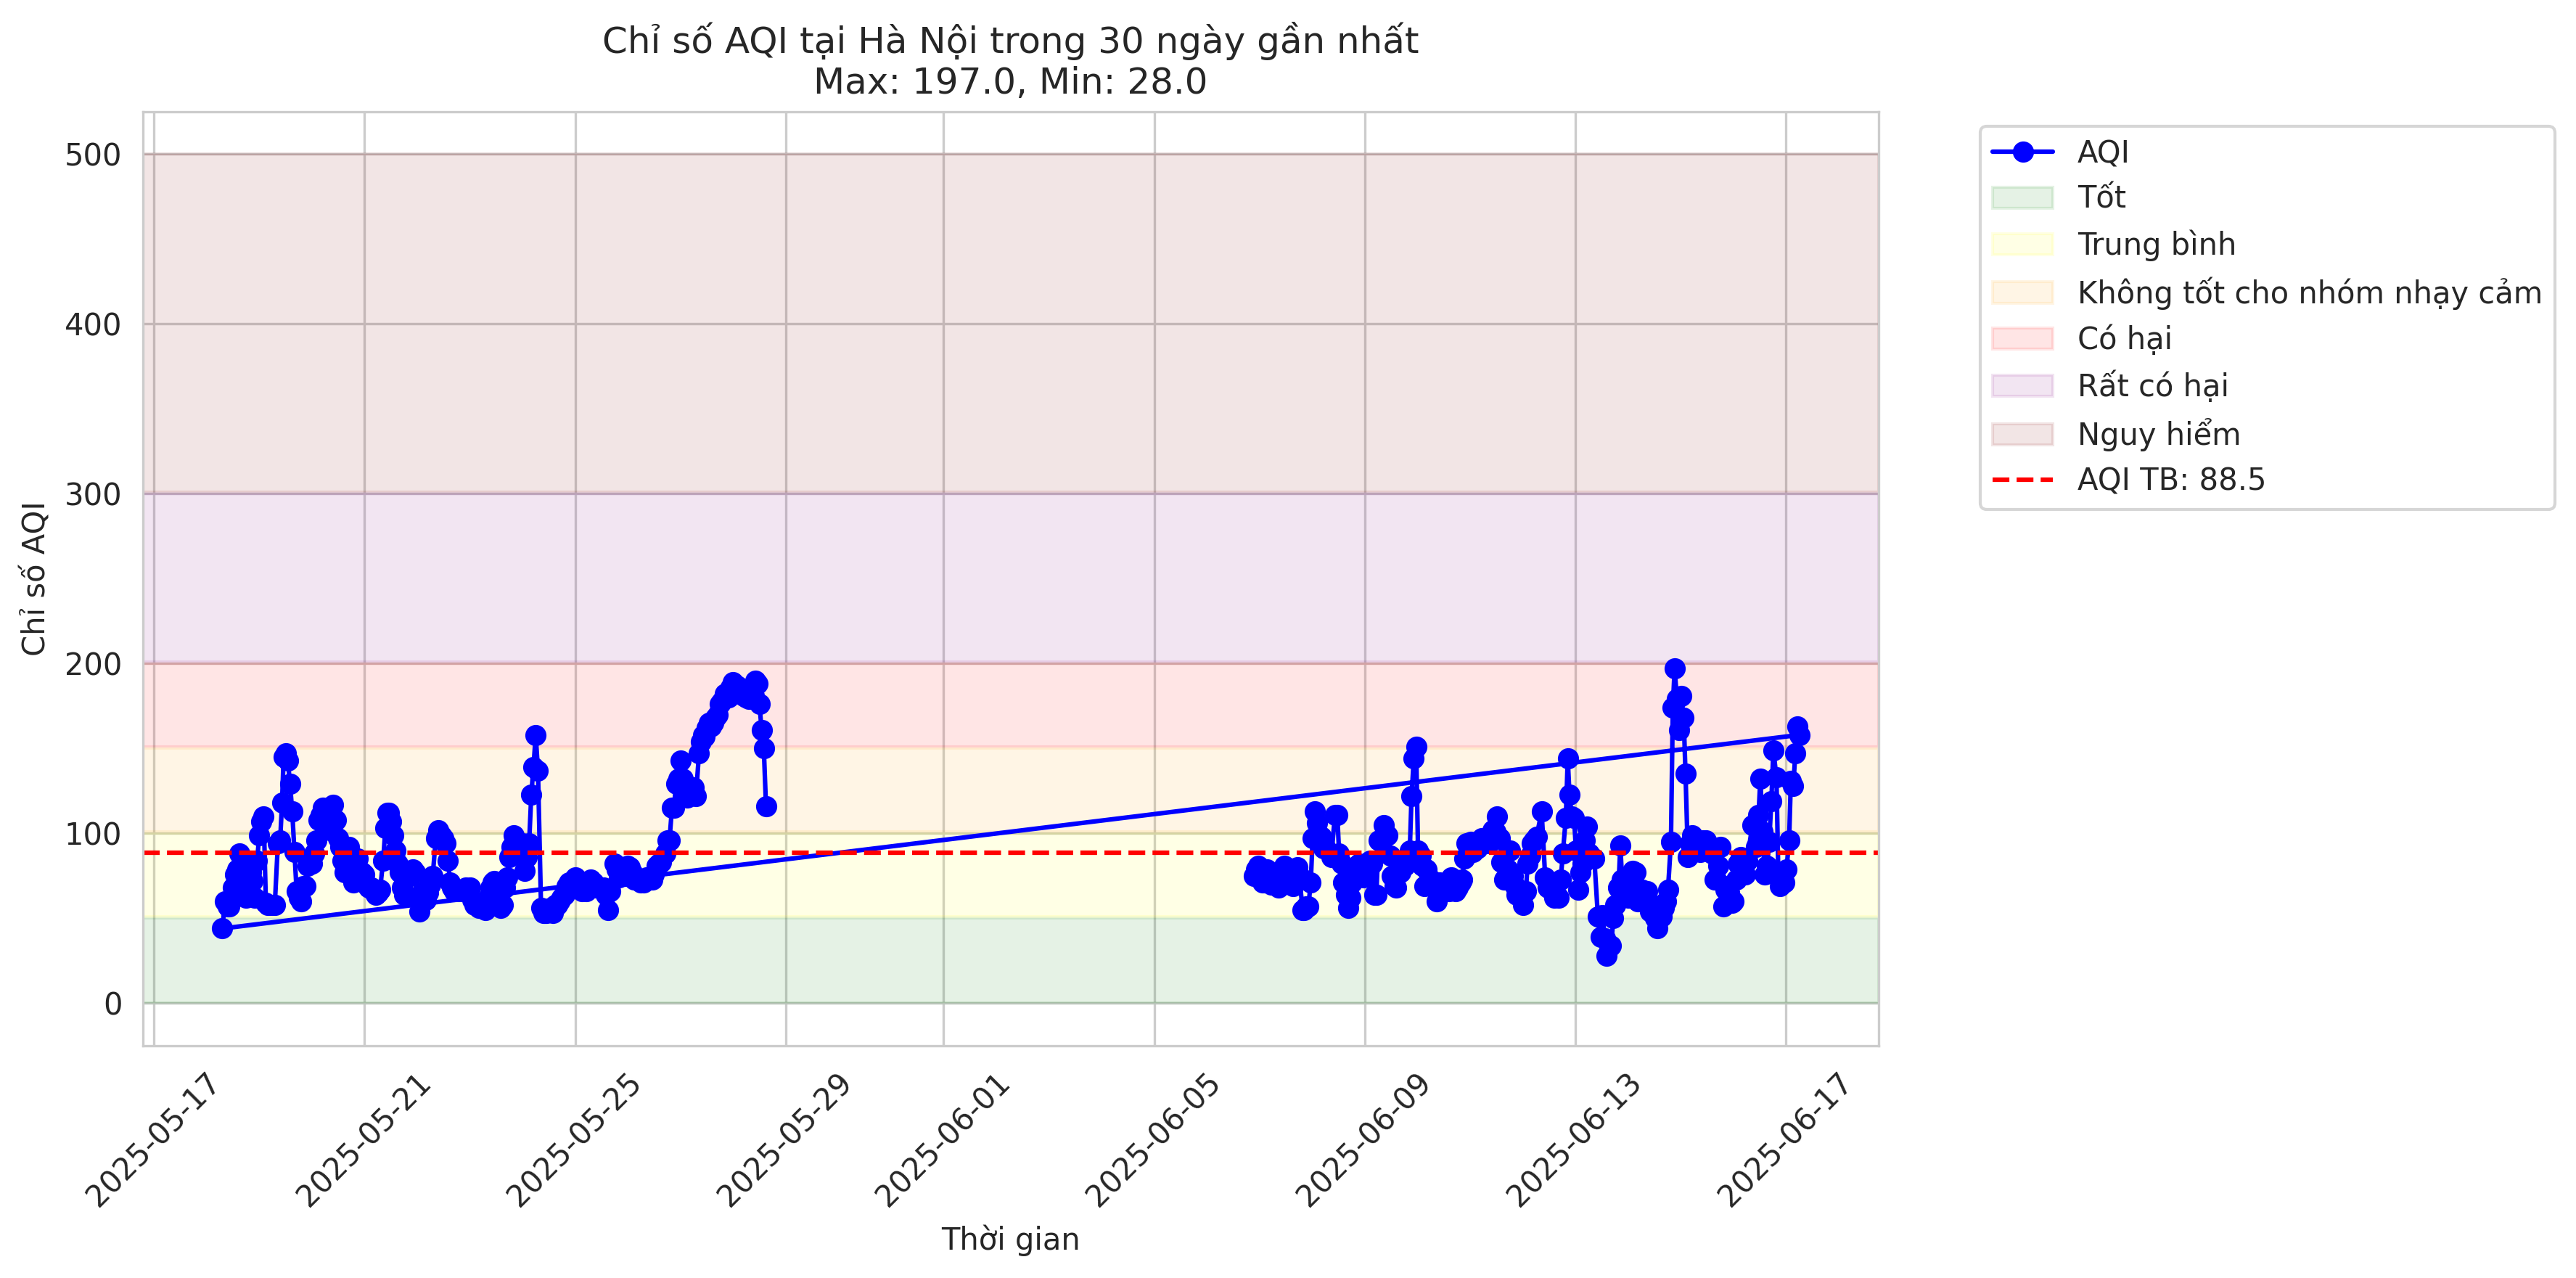 Chỉ số AQI tại Hà Nội trong 30 ngày gần nhất
Max: 197.0, Min: 28.0
Chỉ số AQI
500
400
300
200
100
0
2025-05-17
2025-05-21
2025-05-25
2025-05-29
2025-06-01
2025-06-05
2025-06-09
2025-06-13
2025-06-17
Thời gian
AQI
Tốt
Trung bình
Không tốt cho nhóm nhạy cảm
Có hại
Rất có hại
Nguy hiểm
AQI TB: 88.5